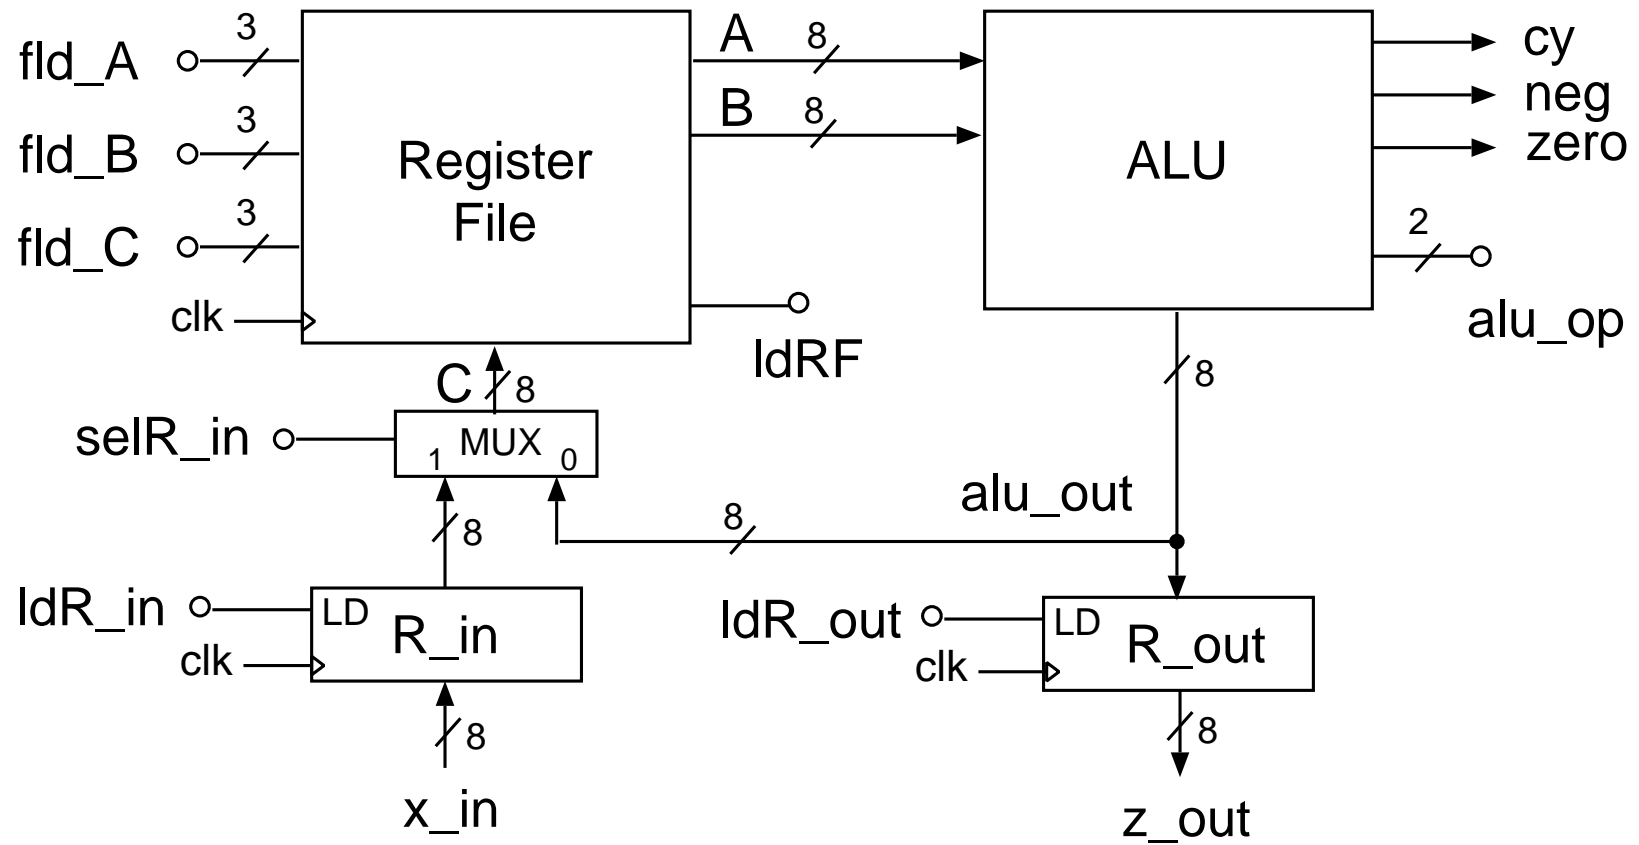 fld_A
3
fld_B
3
fld_C
3
clk
Register
File
A
8
B
8
ALU
cy
neg
zero
2
alu_op
ldRF
C
8
selR_in
MUX
1
0
8
8
alu_out
8
ldR_in
LD
R_in
clk
8
x_in
ldR_out
LD
R_out
clk
8
z_out